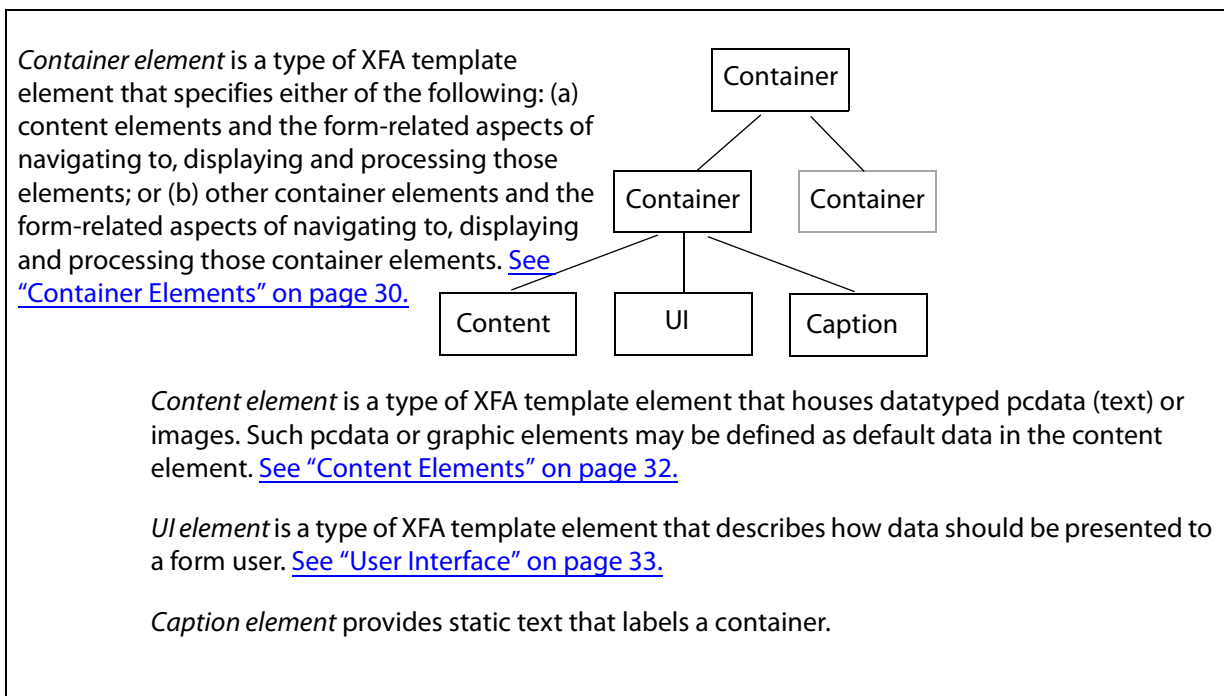 Container element is a type of XFA template
element that specifies either of the following: (a)
content elements and the form-related aspects of
navigating to, displaying and processing those
elements; or (b) other container elements and the
form-related aspects of navigating to, displaying
and processing those container elements. See
“Container Elements” on page 30.
Container
Container
Container
Content
UI
Caption
Content element is a type of XFA template element that houses datatyped pcdata (text) or
images. Such pcdata or graphic elements may be defined as default data in the content
element. See “Content Elements” on page 32.
UI element is a type of XFA template element that describes how data should be presented to
a form user. See “User Interface” on page 33.
Caption element provides static text that labels a container.